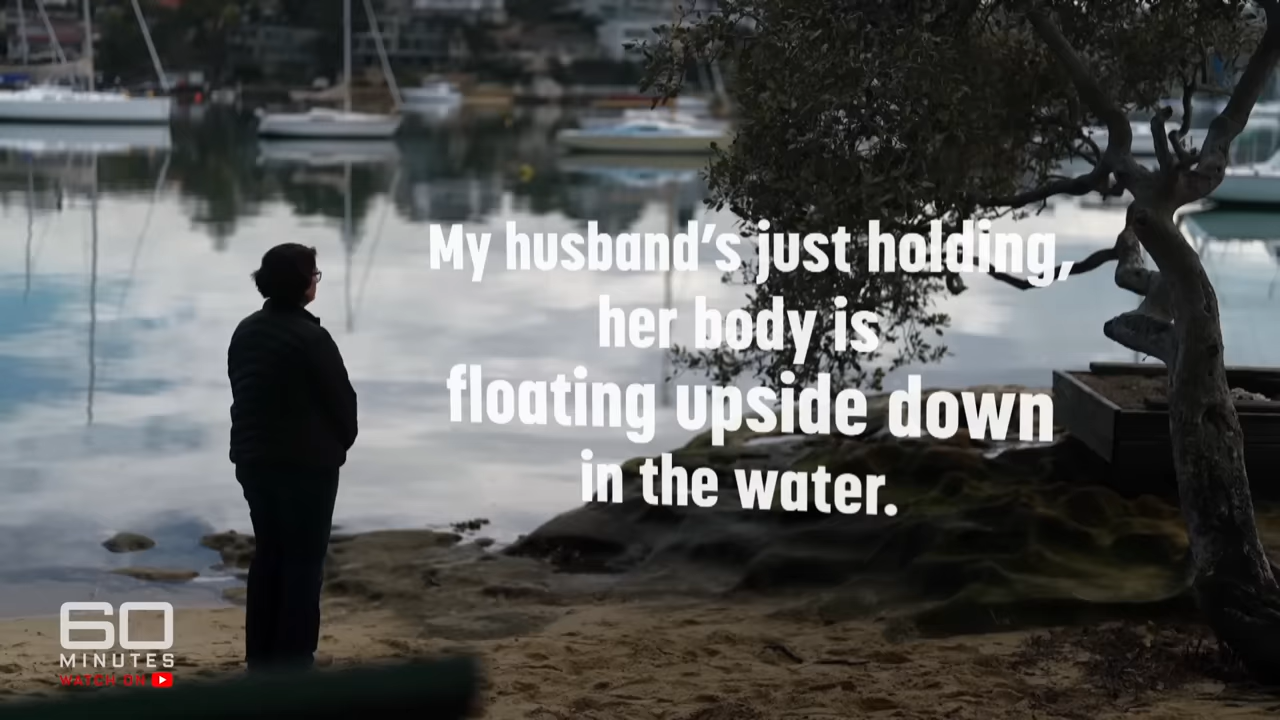 My husband’s just holding,
her body is
floating upside down
in the water.
60
MINUTES
WATCH ON